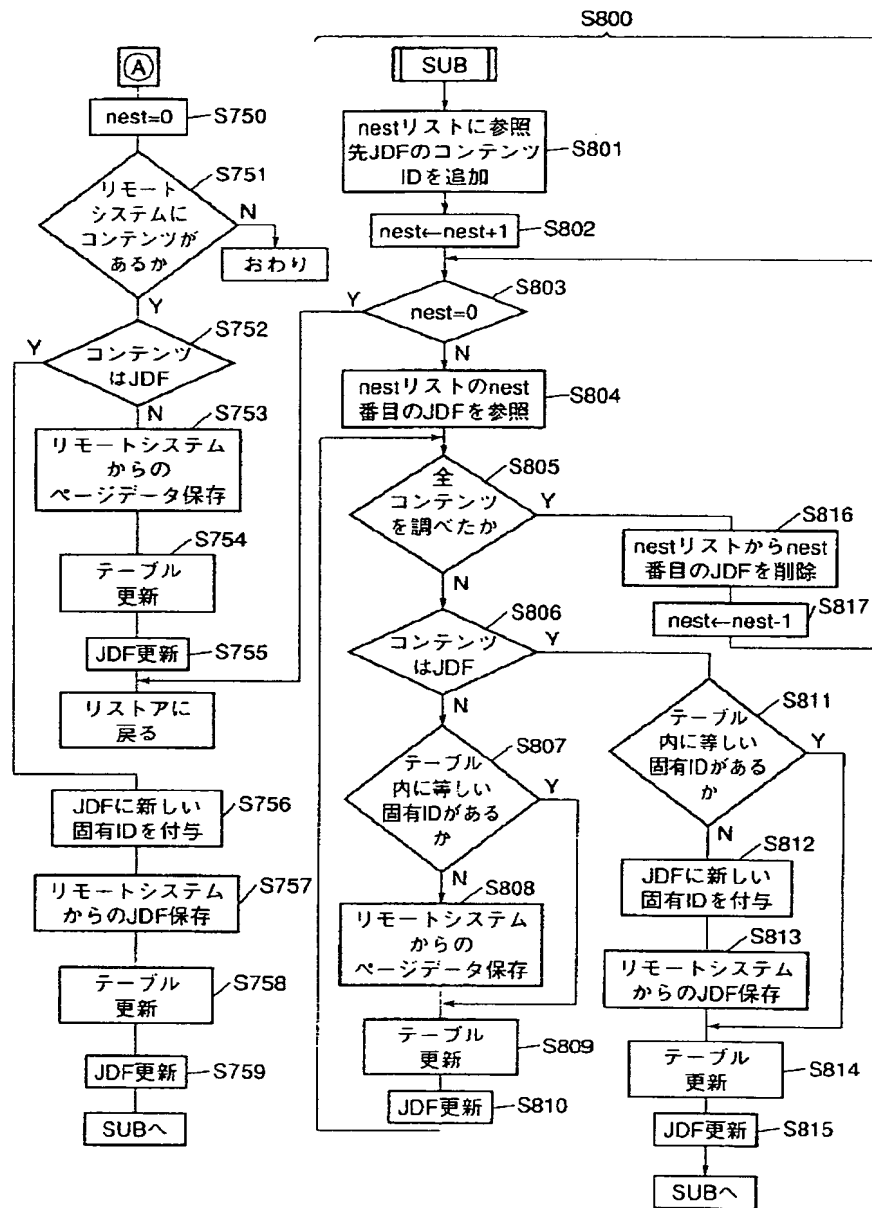 S800
Ⓐ
nest=0
S750
S751
リモート
システムに
コンテンツが
あるか
N
おわり
Y
S752
Y
コンテンツ
はJDF
N
S753
リモートシステム
からの
ページデータ保存
S754
テーブル
更新
JDF更新
S755
リストアに
戻る
JDFに新しい
固有IDを付与
S756
リモートシステム
からのJDF保存
S757
テーブル
更新
S758
JDF更新
S759
SUBへ
SUB
nestリストに参照
先JDFのコンテンツ
IDを追加
S801
nest←nest+1
S802
S803
Y
nest=0
N
nestリストのnest
番目のJDFを参照
S804
S805
全
コンテンツ
を調べたか
Y
N
S816
nestリストからnest
番目のJDFを削除
S817
nest←nest-1
S806
コンテンツ
はJDF
Y
N
S807
テーブル
内に等しい
固有IDがある
か
Y
N
S808
リモートシステム
からの
ページデータ保存
テーブル
更新
S809
JDF更新
S810
S811
テーブル
内に等しい
固有IDがある
か
Y
N
S812
JDFに新しい
固有IDを付与
S813
リモートシステム
からのJDF保存
テーブル
更新
S814
JDF更新
S815
SUBへ